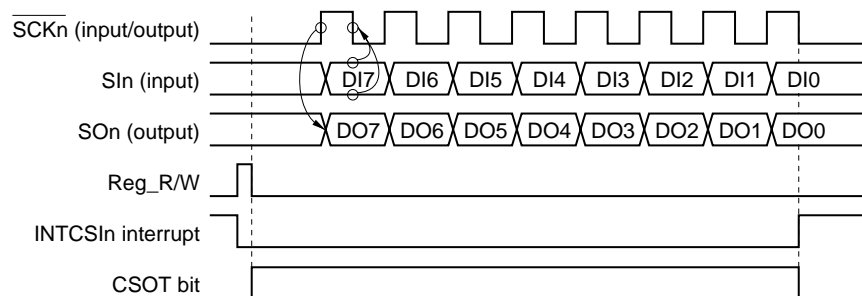 SCKn (input/output)
SIn (input) DI7 DI6 DI5 DI4 DI3 DI2 DI1 DI0
SOn (output) DO7 DO6 DO5 DO4 DO3 DO2 DO1 DO0
Reg_R/W
INTCSIn interrupt
CSOT bit